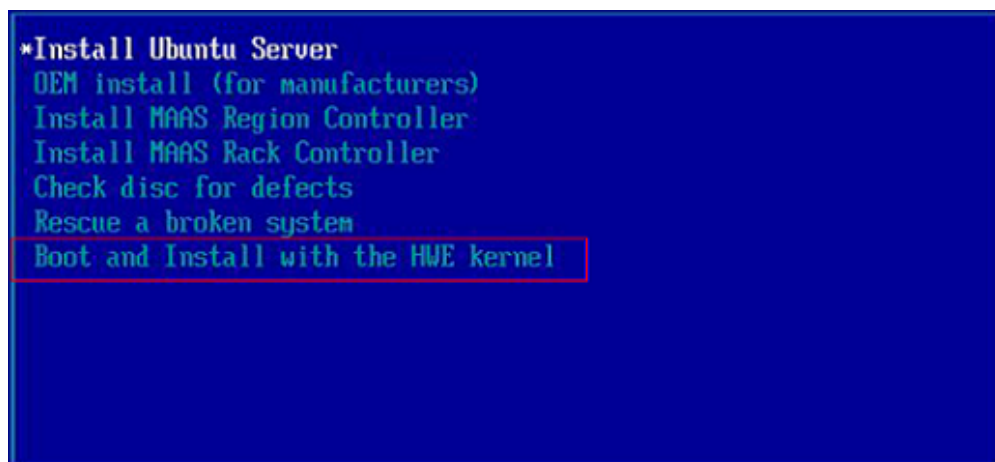 *Install Ubuntu Server
OEM install (for manufacturers)
Install MAAS Region Controller
Install MAAS Rack Controller
Check disc for defects
Rescue a broken system
Boot and Install with the HWE kernel